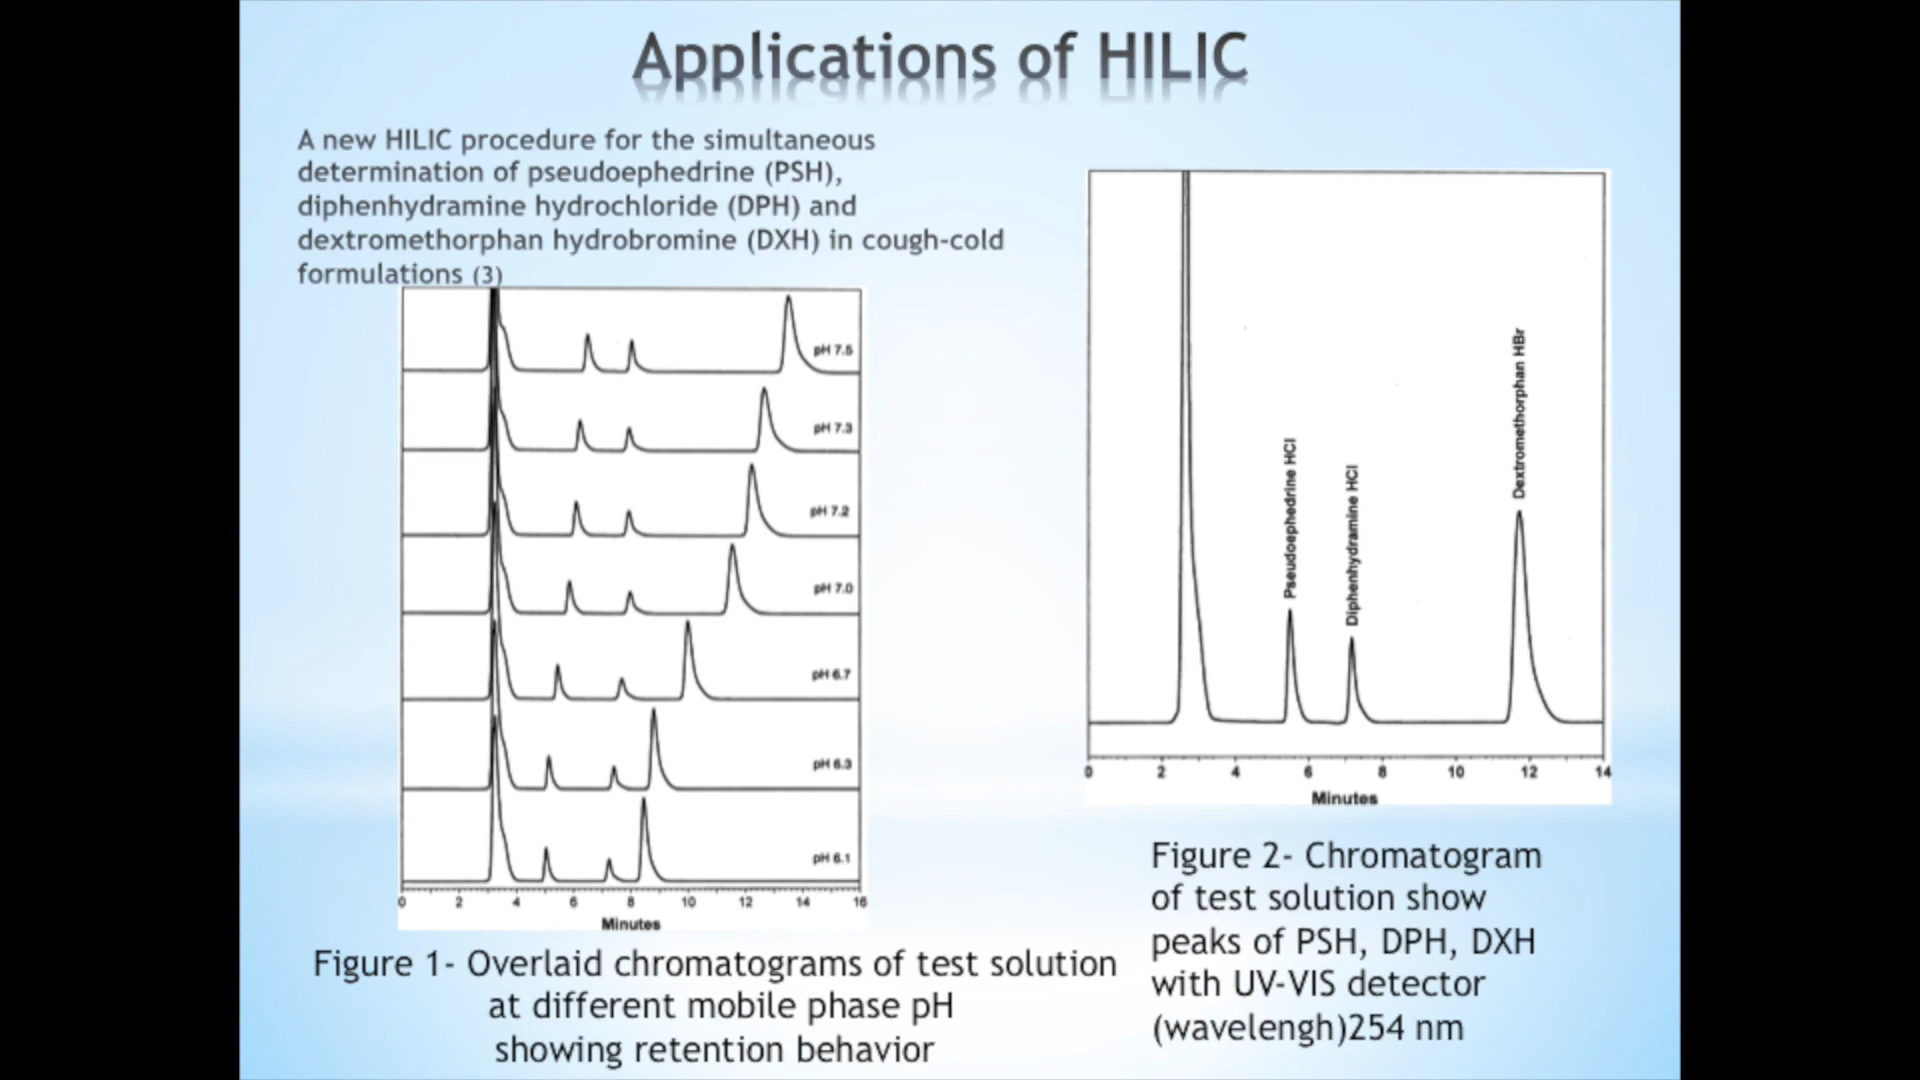 Applications of HILIC
A new HILIC procedure for the simultaneous
determination of pseudoephedrine (PSH),
diphenhydramine hydrochloride (DPH) and
dextromethorphan hydrobromine (DXH) in cough-cold
formulations (3)
pH 7.5
pH 7.3
pH 7.2
pH 7.0
pH 6.7
pH 6.3
pH 6.1
0 2 4 6 8 10 12 14 16
Minutes
Figure 1- Overlaid chromatograms of test solution
at different mobile phase pH
showing retention behavior
Pseudoephedrine HCl
Diphenhydramine HCl
Dextromethorphan HBr
0 2 4 6 8 10 12 14
Minutes
Figure 2- Chromatogram
of test solution show
peaks of PSH, DPH, DXH
with UV-VIS detector
(wavelengh)254 nm